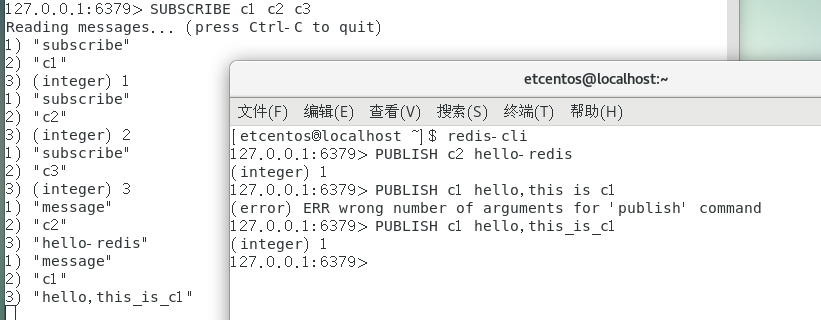 127.0.0.1:6379> SUBSCRIBE c1 c2 c3
Reading messages... (press Ctrl-C to quit)
1) "subscribe"
2) "c1"
3) (integer) 1
1) "subscribe"
2) "c2"
3) (integer) 2
1) "subscribe"
2) "c3"
3) (integer) 3
1) "message"
2) "c2"
3) "hello-redis"
1) "message"
2) "c1"
3) "hello,this_is_c1"
etcentos@localhost:~
文件(F) 编辑(E) 查看(V) 搜索(S) 终端(T) 帮助(H)
[etcentos@localhost ~]$ redis-cli
127.0.0.1:6379> PUBLISH c2 hello-redis
(integer) 1
127.0.0.1:6379> PUBLISH c1 hello,this is c1
(error) ERR wrong number of arguments for 'publish' command
127.0.0.1:6379> PUBLISH c1 hello,this_is_c1
(integer) 1
127.0.0.1:6379>